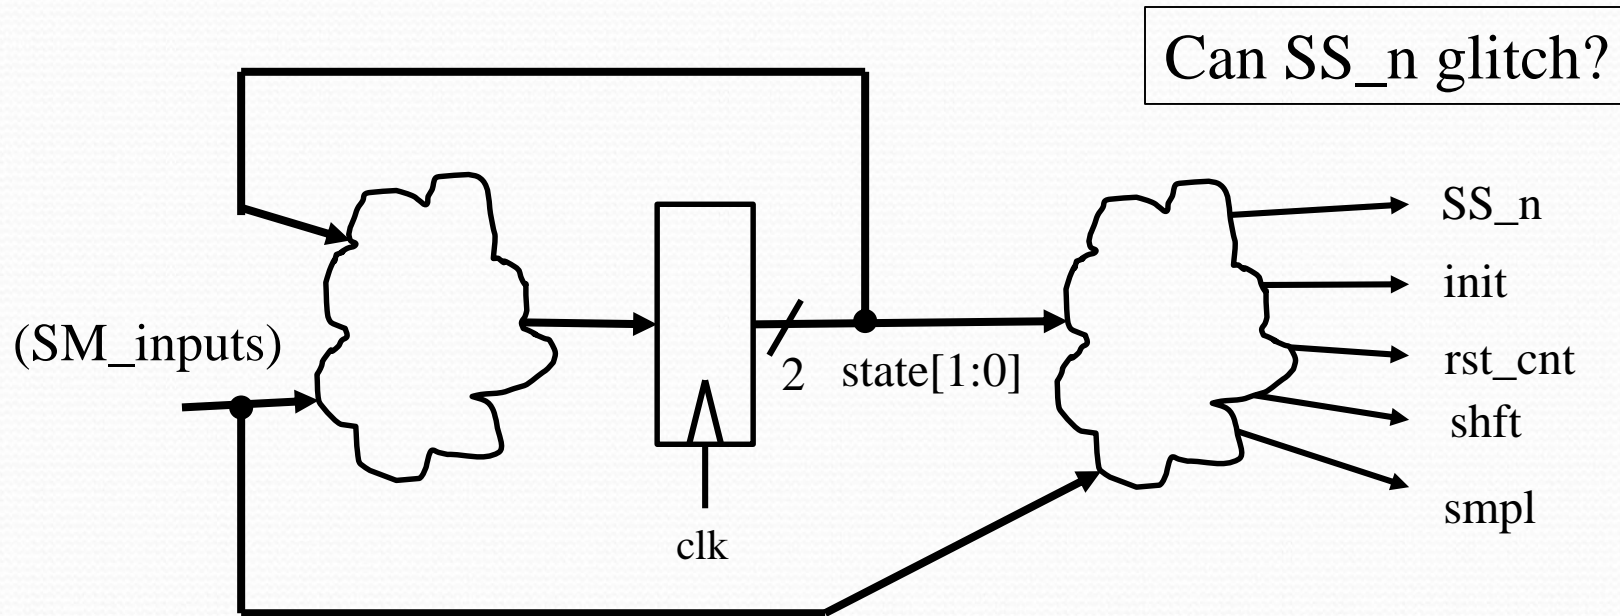 Can SS_n glitch?
SS_n
init
(SM_inputs)
rst_cnt
2
state[1:0]
shft
smpl
clk